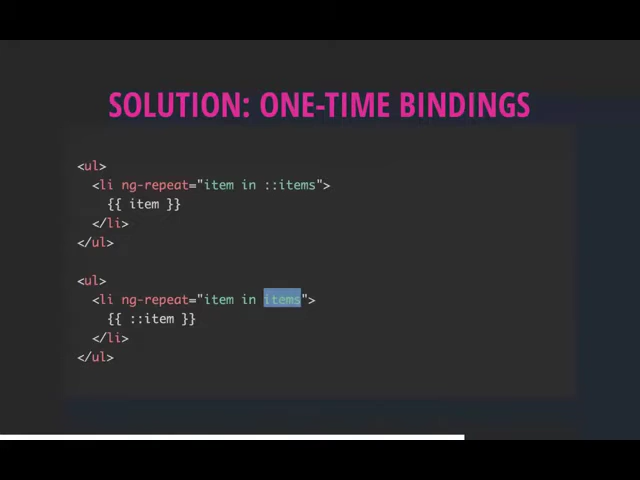 SOLUTION: ONE-TIME BINDINGS
<ul>
<li ng-repeat="item in ::items">
{{ item }}
</li>
</ul>
<ul>
<li ng-repeat="item in items">
{{ ::item }}
</li>
</ul>